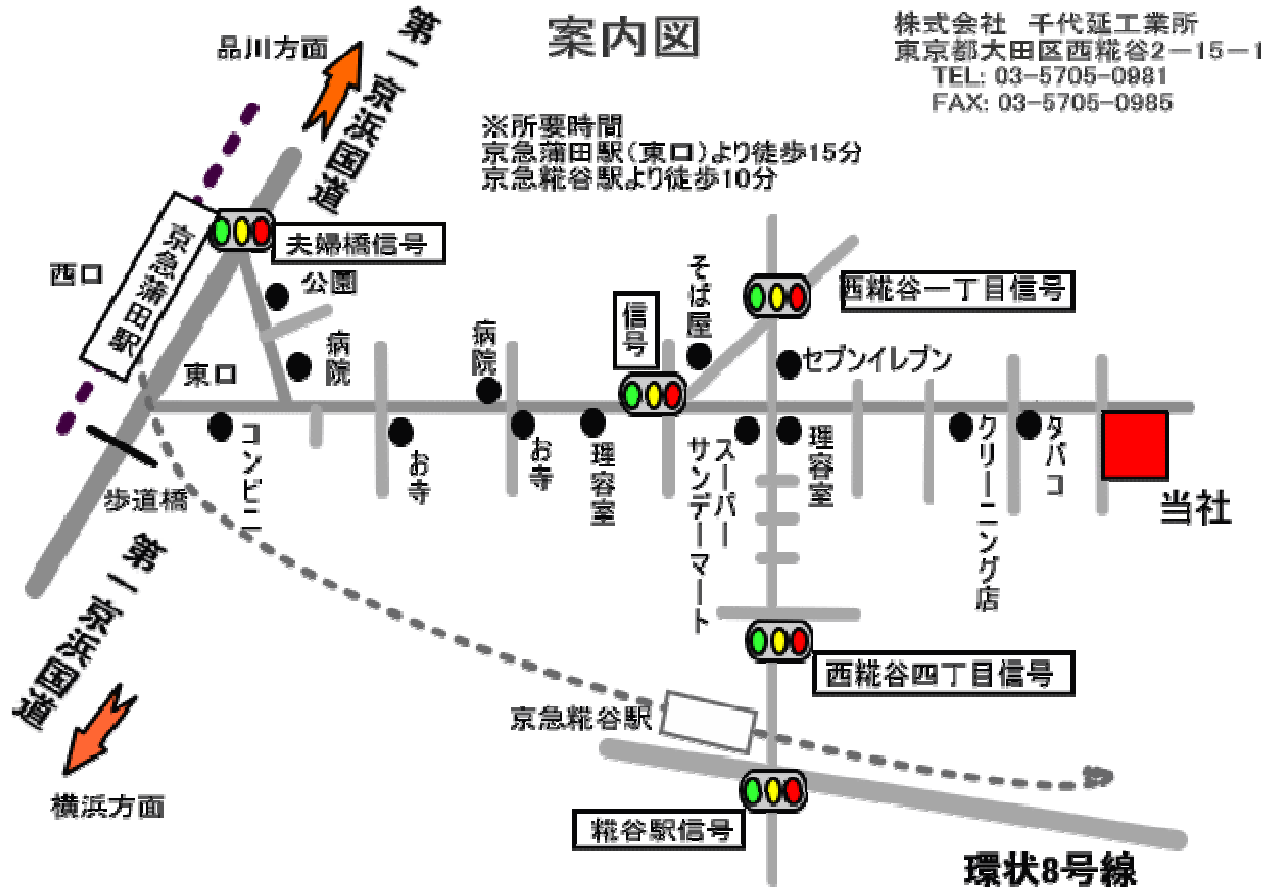 案内図
株式会社 千代延工業所
東京都大田区西糀谷2-15-1
TEL: 03-5705-0981
FAX: 03-5705-0985
※所要時間
京急蒲田駅(東口)より徒歩15分
京急糀谷駅より徒歩10分
品川方面
第一京浜国道
京急蒲田駅
西口
夫婦橋信号
公園
病院
東口
コンビニ
歩道橋
お寺
病院
お寺
理容室
信号
そば屋
西糀谷一丁目信号
セブンイレブン
スーパー
サンデーマート
理容室
クリーニング店
タバコ
当社
第一京浜国道
横浜方面
西糀谷四丁目信号
京急糀谷駅
糀谷駅信号
環状8号線